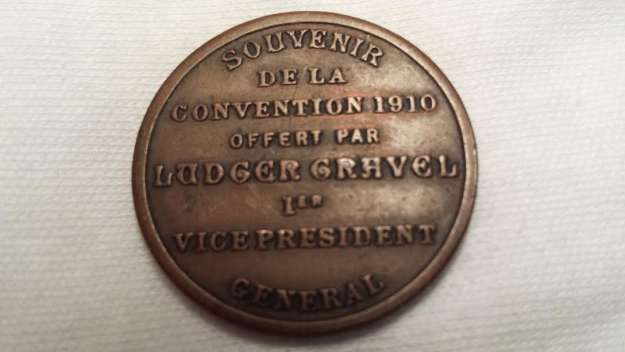 SOUVENIR
DE LA
CONVENTION 1910
OFFERT PAR
LUDGER GRAVEL
1ER
VICE PRESIDENT
GENERAL